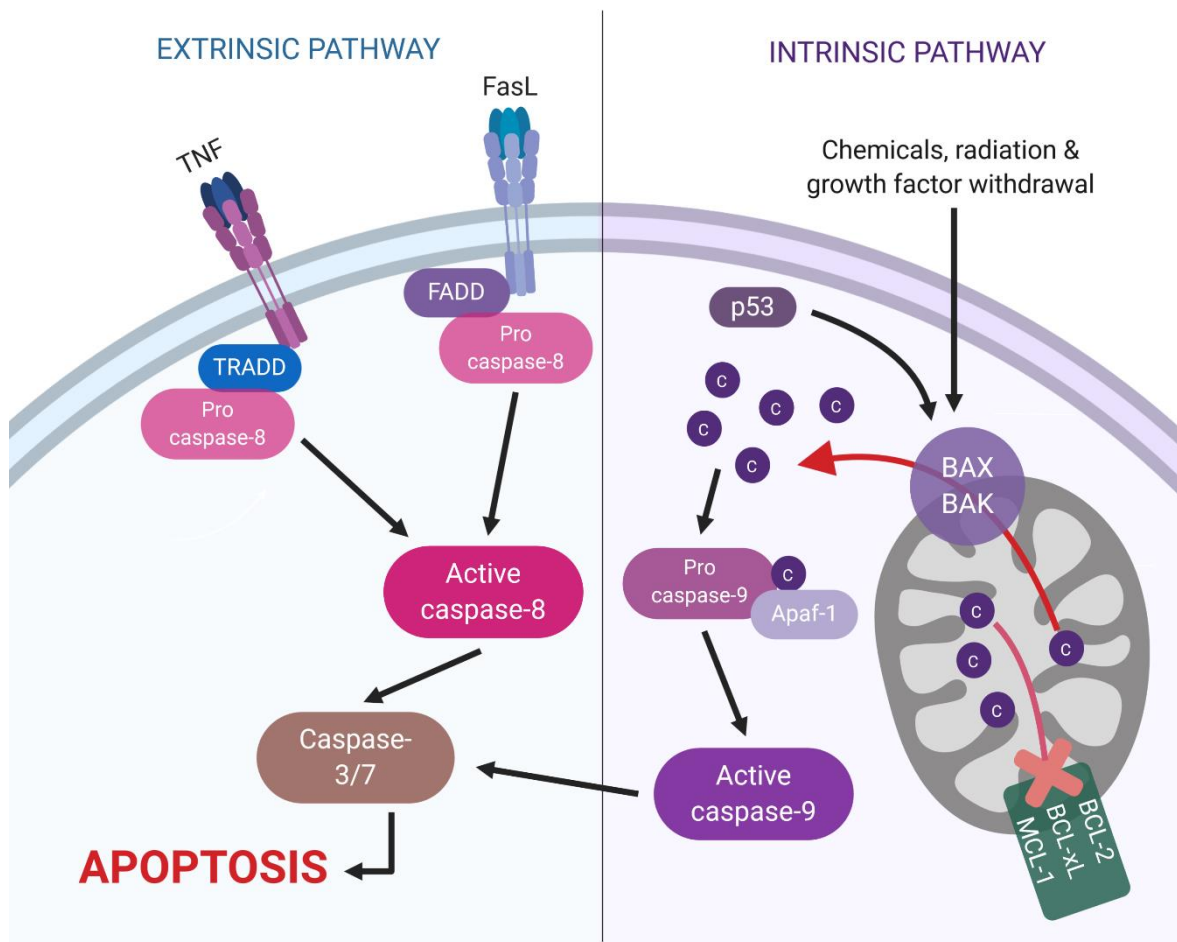 EXTRINSIC PATHWAY
INTRINSIC PATHWAY
FasL
TNF
Chemicals, radiation &
growth factor withdrawal
FADD
Pro
caspase-8
TRADD
Pro
caspase-8
p53
C
C
C
C
C
BAX
BAK
Active
caspase-8
Pro
caspase-9
C
Apaf-1
C
C
C
C
Caspase-
3/7
Active
caspase-9
BCL-2
BCL-xL
MCL-1
APOPTOSIS